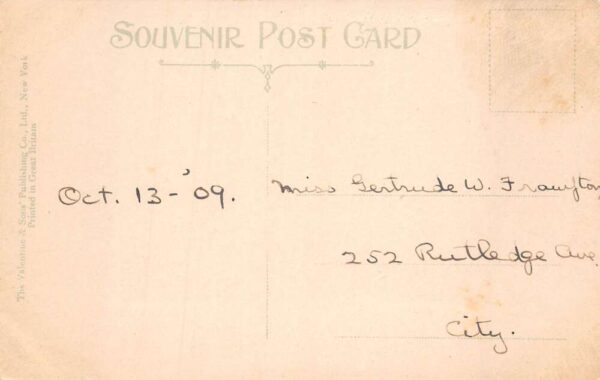 SOUVENIR POST CARD
The Valentine & Sons' Publishing Co., Ltd., New York
Printed in Great Britain
Oct. 13-'09.
Miss Gertrude W. Frampton
252 Rutledge Ave
City.